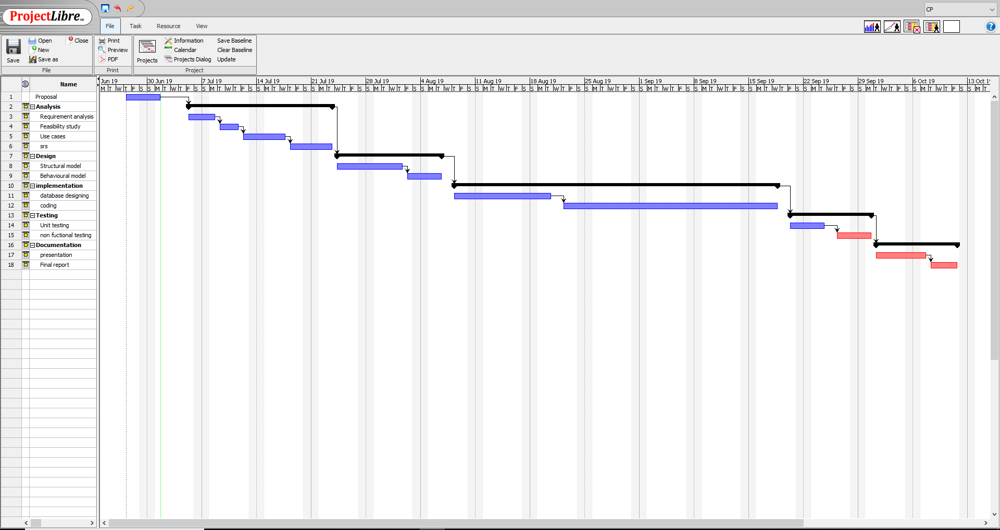 ProjectLibre™
CP
File Task Resource View
Save
Open
New
Save as
Close
File
Print
Preview
PDF
Print
Projects
Information
Calendar
Projects Dialog
Save Baseline
Clear Baseline
Update
Project
Name
Jun 19 30 Jun 19 7 Jul 19 14 Jul 19 21 Jul 19 28 Jul 19 4 Aug 19 11 Aug 19 18 Aug 19 25 Aug 19 1 Sep 19 8 Sep 19 15 Sep 19 22 Sep 19 29 Sep 19 6 Oct 19 13 Oct 1
M T W T F S S M T W T F S S M T W T F S S M T W T F S S M T W T F S S M T W T F S S M T W T F S S M T W T F S S M T W T F S S M T W T F S S M T W T F S S M T W T F S S M T W T F S S M T W T F S S M T W T F S S M T W T F S S M T
1 Proposal
2 Analysis
3 Requirement analysis
4 Feasibility study
5 Use cases
6 srs
7 Design
8 Structural model
9 Behavioural model
10 implementation
11 database designing
12 coding
13 Testing
14 Unit testing
15 non fuctional testing
16 Documentation
17 presentation
18 Final report